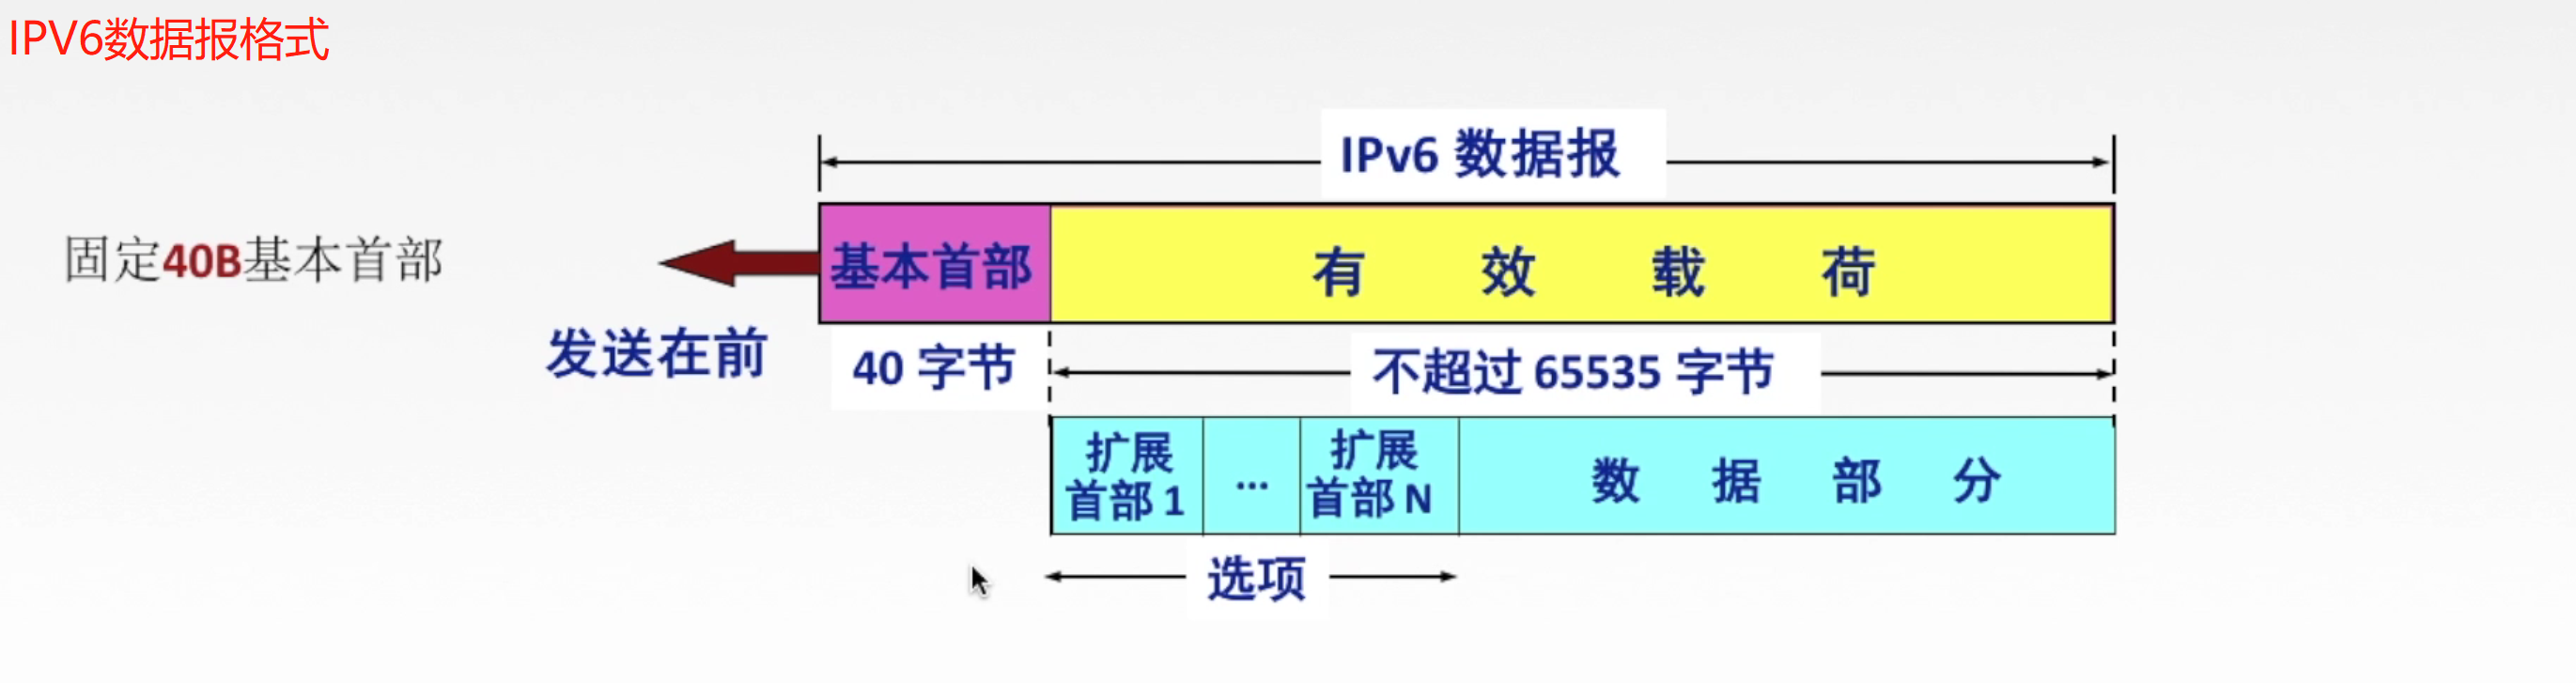 IPV6数据报格式
IPv6 数据报
固定40B基本首部
基本首部
有 效 载 荷
发送在前
40 字节
不超过 65535 字节
扩展
首部 1
...
扩展
首部 N
数 据 部 分
选项